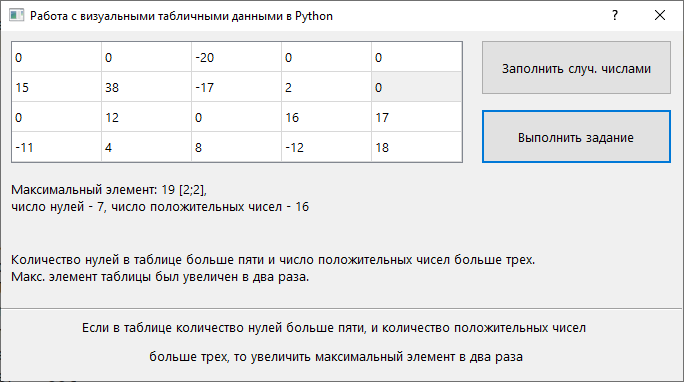 Работа с визуальными табличными данными в Python
0 0 -20 0 0
15 38 -17 2 0
0 12 0 16 17
-11 4 8 -12 18
Заполнить случ. числами
Выполнить задание
Максимальный элемент: 19 [2;2],
число нулей - 7, число положительных чисел - 16
Количество нулей в таблице больше пяти и число положительных чисел больше трех.
Макс. элемент таблицы был увеличен в два раза.
Если в таблице количество нулей больше пяти, и количество положительных чисел
больше трех, то увеличить максимальный элемент в два раза